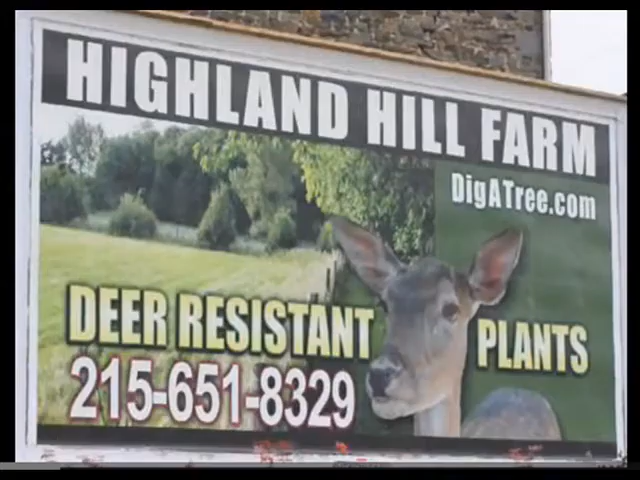 HIGHLAND HILL FARM
DigATree.com
DEER RESISTANT PLANTS
215-651-8329